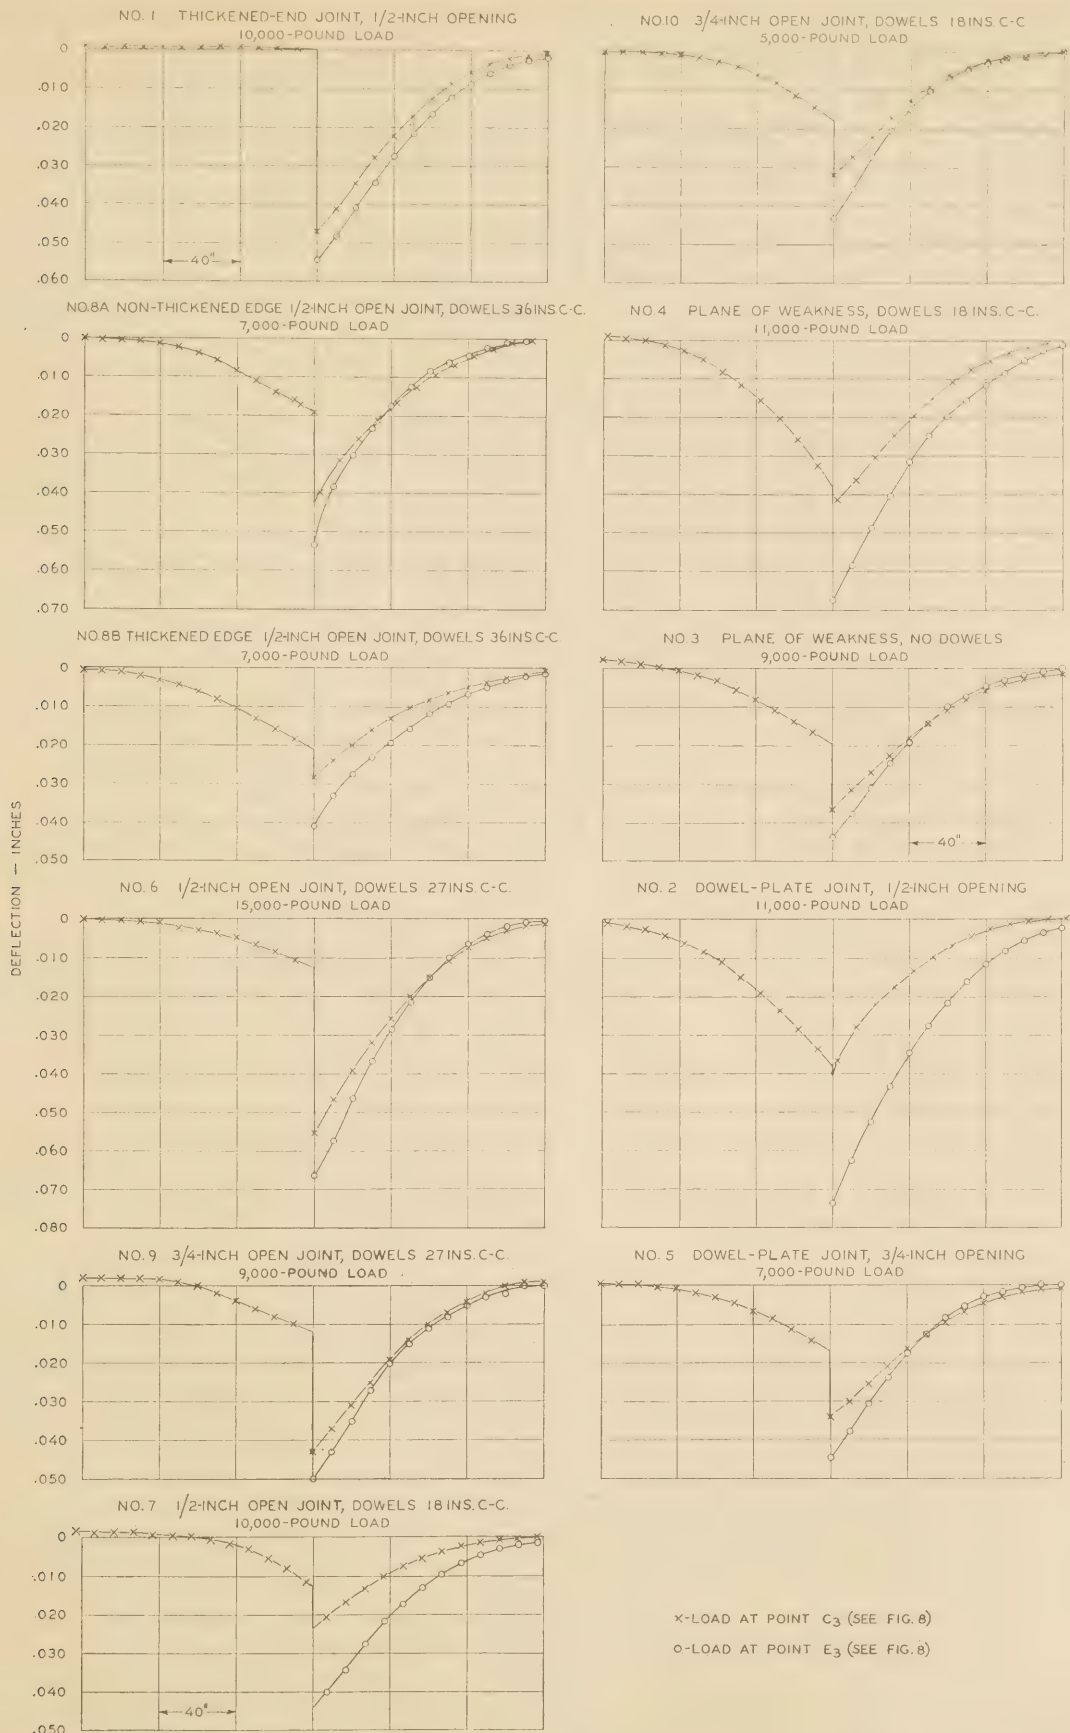 NO. 1 THICKENED-END JOINT, 1/2-INCH OPENING
10,000-POUND LOAD
0
.010
.020
.030
.040
.050
.060
40"
NO.10 3/4-INCH OPEN JOINT, DOWELS 18 INS. C-C
5,000-POUND LOAD
NO.8A NON-THICKENED EDGE 1/2-INCH OPEN JOINT, DOWELS 36 INS. C-C.
7,000-POUND LOAD
0
.010
.020
.030
.040
.050
.060
.070
NO.4 PLANE OF WEAKNESS, DOWELS 18 INS. C-C.
11,000-POUND LOAD
NO.8B THICKENED EDGE 1/2-INCH OPEN JOINT, DOWELS 36 INS C-C.
7,000-POUND LOAD
0
.010
.020
.030
.040
.050
NO.3 PLANE OF WEAKNESS, NO DOWELS
9,000-POUND LOAD
40"
DEFLECTION — INCHES
NO. 6 1/2-INCH OPEN JOINT, DOWELS 27 INS. C-C.
15,000-POUND LOAD
0
.010
.020
.030
.040
.050
.060
.070
.080
NO. 2 DOWEL-PLATE JOINT, 1/2-INCH OPENING
11,000-POUND LOAD
NO. 9 3/4-INCH OPEN JOINT, DOWELS 27 INS. C-C.
9,000-POUND LOAD
0
.010
.020
.030
.040
.050
NO. 5 DOWEL-PLATE JOINT, 3/4-INCH OPENING
7,000-POUND LOAD
NO. 7 1/2-INCH OPEN JOINT, DOWELS 18 INS. C-C.
10,000-POUND LOAD
0
.010
.020
.030
.040
.050
40"
X-LOAD AT POINT C3 (SEE FIG. 8)
O-LOAD AT POINT E3 (SEE FIG. 8)